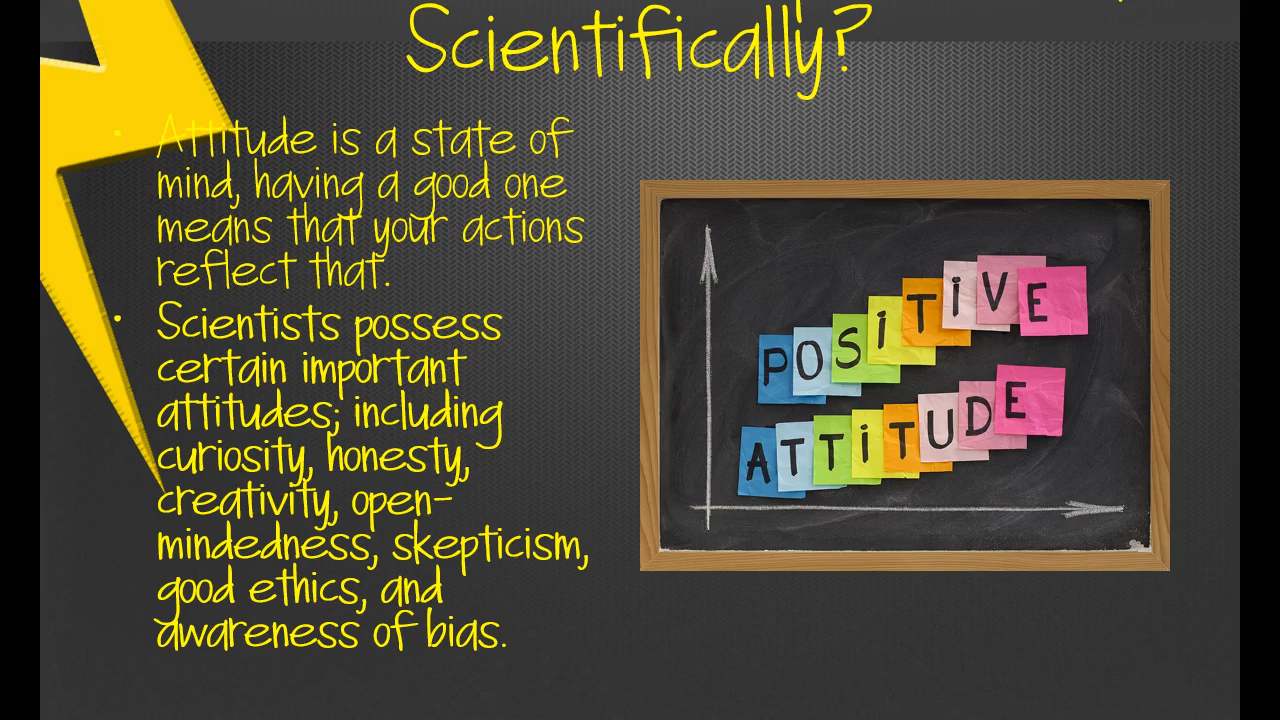 Scientifically?
• Attitude is a state of
mind, having a good one
means that your actions
reflect that.
• Scientists possess
certain important
attitudes; including
curiosity, honesty,
creativity, open-
mindedness, skepticism,
good ethics, and
awareness of bias.
POSiTiVE
ATTiTUDE